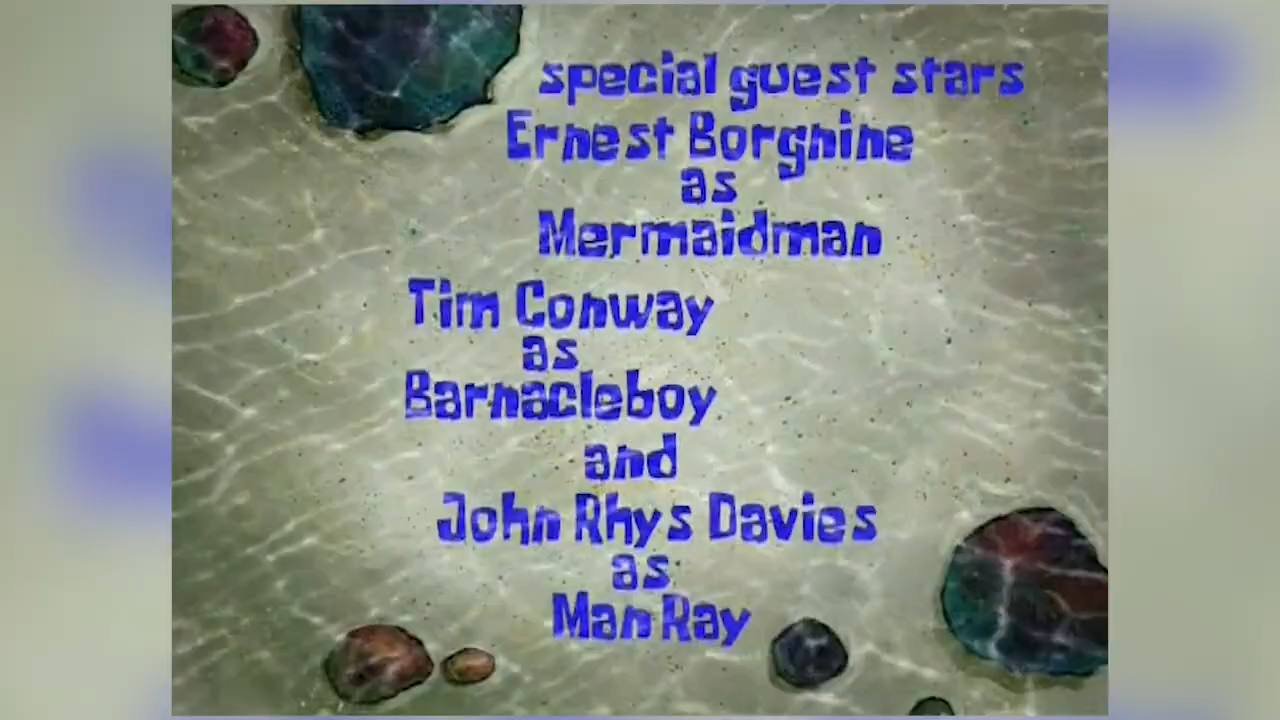 special guest stars
Ernest Borgnine
as
Mermaidman
Tim Conway
as
Barnacleboy
and
John Rhys Davies
as
Man Ray